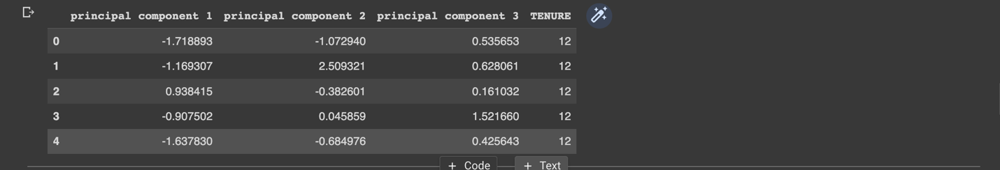 principal component 1 principal component 2 principal component 3 TENURE
0 -1.718893 -1.072940 0.535653 12
1 -1.169307 2.509321 0.628061 12
2 0.938415 -0.382601 0.161032 12
3 -0.907502 0.045859 1.521660 12
4 -1.637830 -0.684976 0.425643 12
+ Code + Text